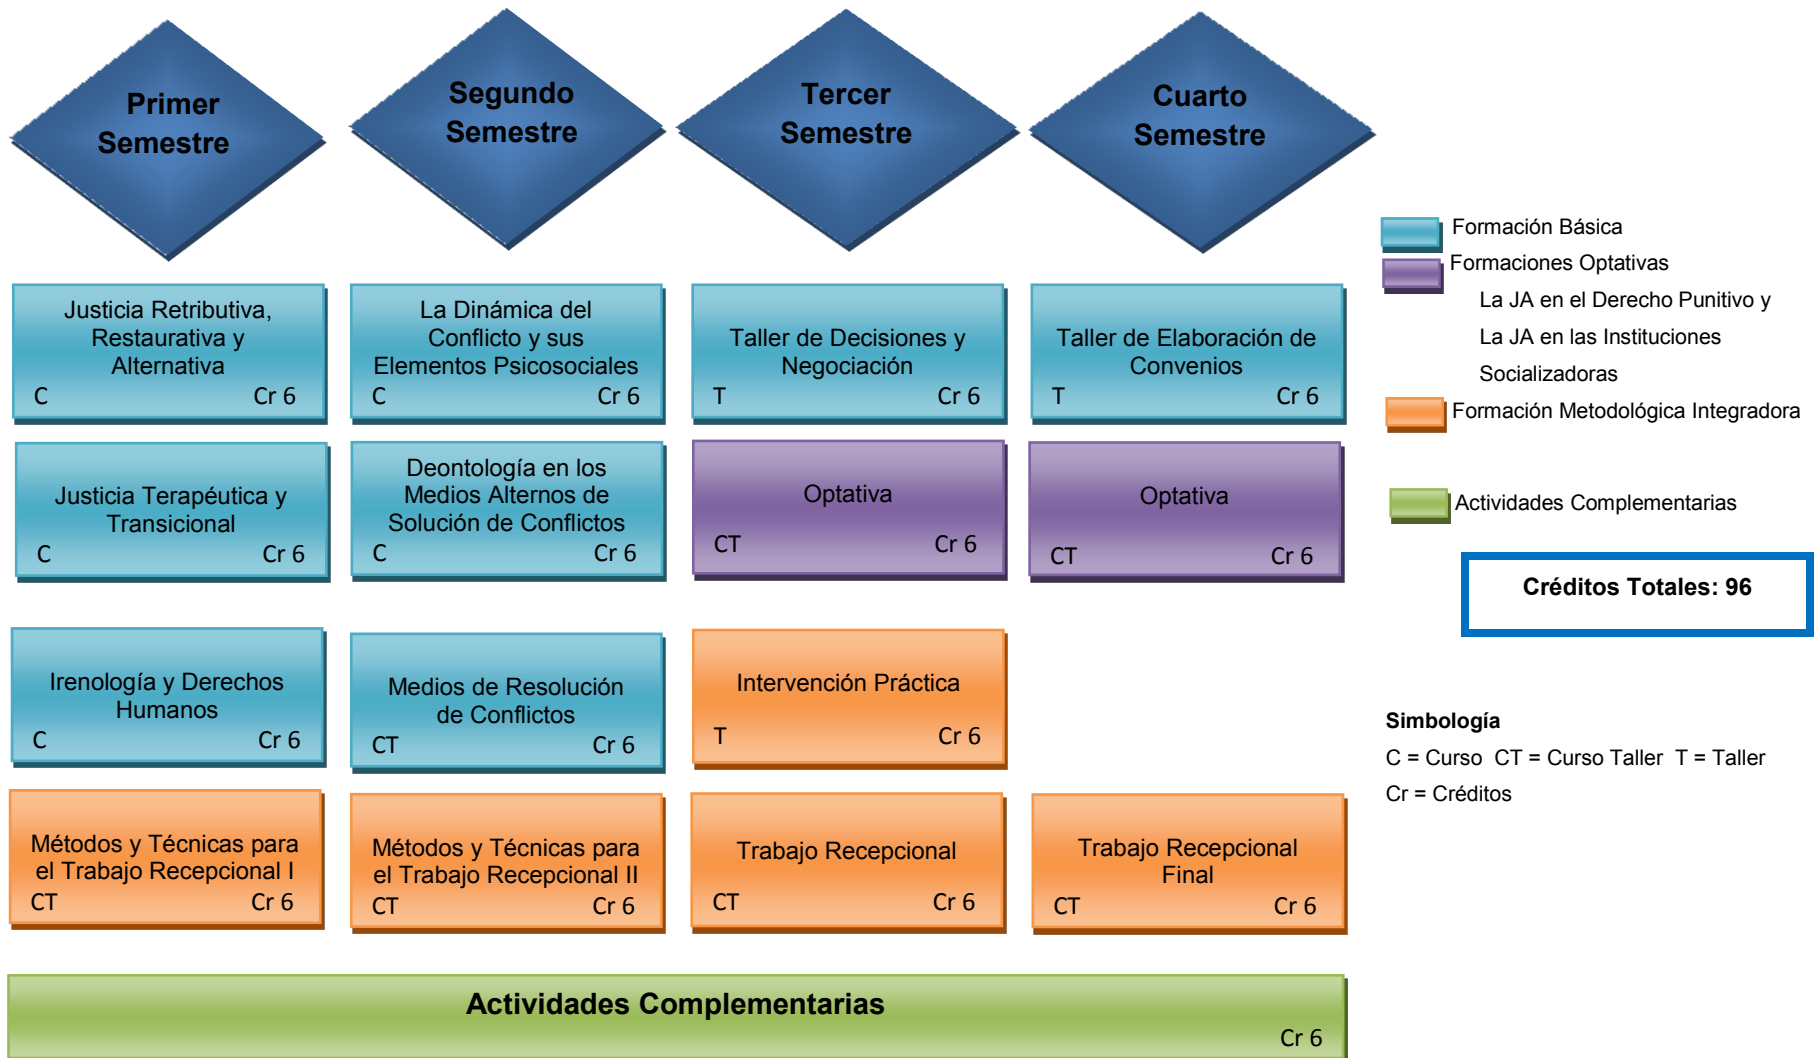 Primer
Semestre
Segundo
Semestre
Tercer
Semestre
Cuarto
Semestre
Justicia Retributiva,
Restaurativa y
Alternativa
C Cr 6
La Dinámica del
Conflicto y sus
Elementos Psicosociales
C Cr 6
Taller de Decisiones y
Negociación
T Cr 6
Taller de Elaboración de
Convenios
T Cr 6
Justicia Terapéutica y
Transicional
C Cr 6
Deontología en los
Medios Alternos de
Solución de Conflictos
C Cr 6
Optativa
CT Cr 6
Optativa
CT Cr 6
Irenología y Derechos
Humanos
C Cr 6
Medios de Resolución
de Conflictos
CT Cr 6
Intervención Práctica
T Cr 6
Métodos y Técnicas para
el Trabajo Recepcional I
CT Cr 6
Métodos y Técnicas para
el Trabajo Recepcional II
CT Cr 6
Trabajo Recepcional
CT Cr 6
Trabajo Recepcional
Final
CT Cr 6
Actividades Complementarias
Cr 6
Formación Básica
Formaciones Optativas
La JA en el Derecho Punitivo y
La JA en las Instituciones
Socializadoras
Formación Metodológica Integradora
Actividades Complementarias
Créditos Totales: 96
Simbología
C = Curso CT = Curso Taller T = Taller
Cr = Créditos